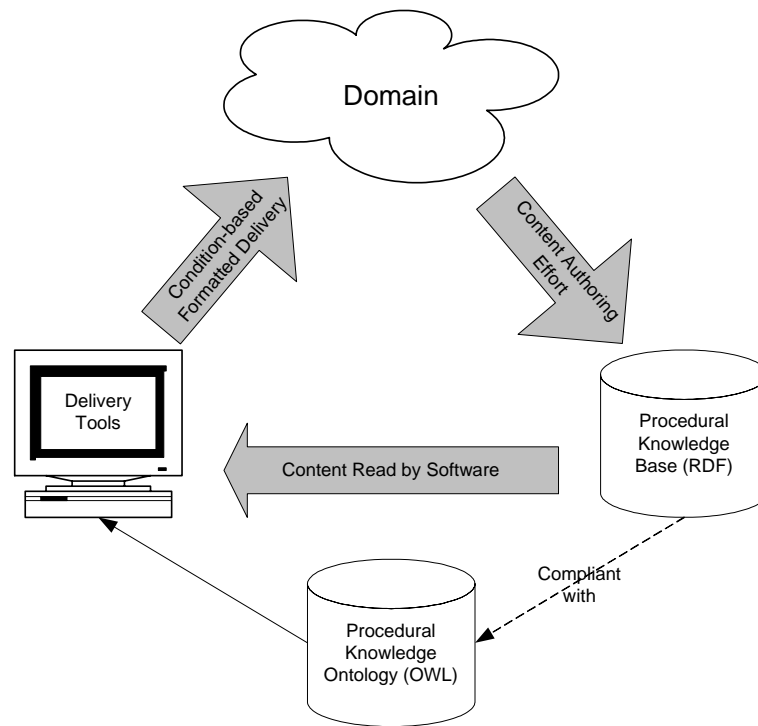 Domain
Condition-based
Formatted Delivery
Content Authoring
Effort
Delivery
Tools
Content Read by Software
Procedural
Knowledge
Base (RDF)
Compliant
with
Procedural
Knowledge
Ontology (OWL)